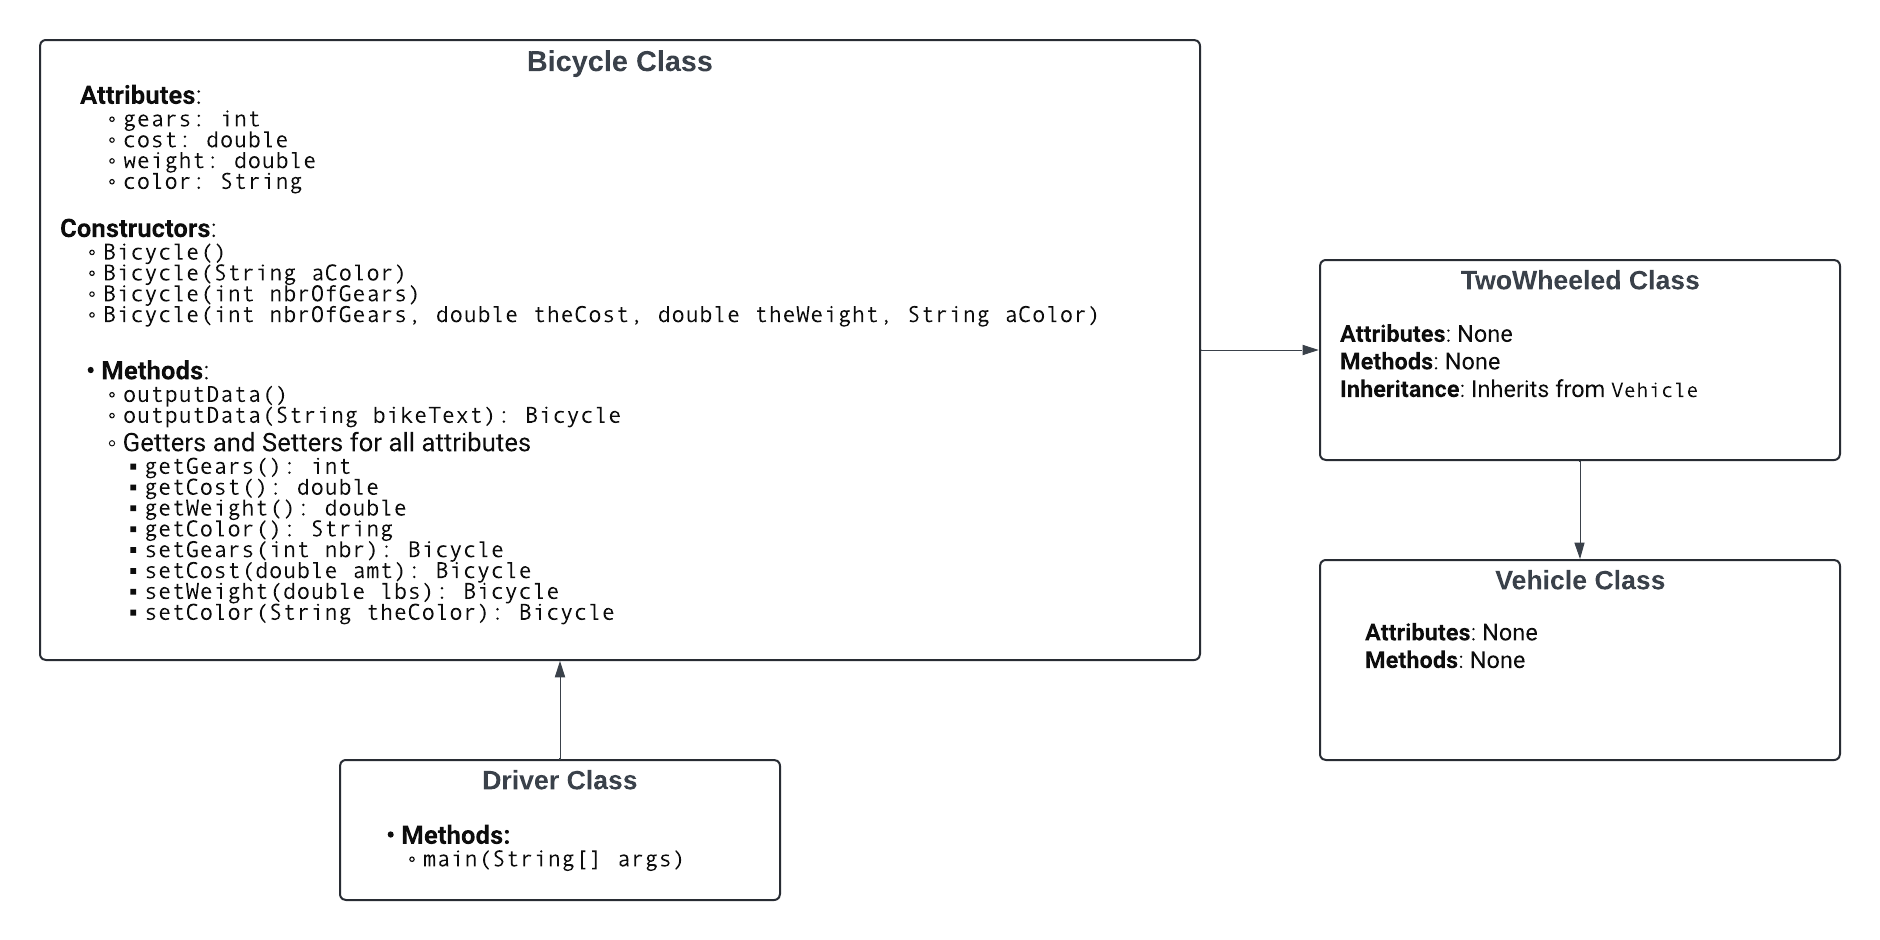 Bicycle Class
Attributes:
◦ gears: int
◦ cost: double
◦ weight: double
◦ color: String
Constructors:
◦ Bicycle()
◦ Bicycle(String aColor)
◦ Bicycle(int nbrOfGears)
◦ Bicycle(int nbrOfGears, double theCost, double theWeight, String aColor)
• Methods:
◦ outputData()
◦ outputData(String bikeText): Bicycle
◦ Getters and Setters for all attributes
▪ getGears(): int
▪ getCost(): double
▪ getWeight(): double
▪ getColor(): String
▪ setGears(int nbr): Bicycle
▪ setCost(double amt): Bicycle
▪ setWeight(double lbs): Bicycle
▪ setColor(String theColor): Bicycle
TwoWheeled Class
Attributes: None
Methods: None
Inheritance: Inherits from Vehicle
Vehicle Class
Attributes: None
Methods: None
Driver Class
• Methods:
◦ main(String[] args)